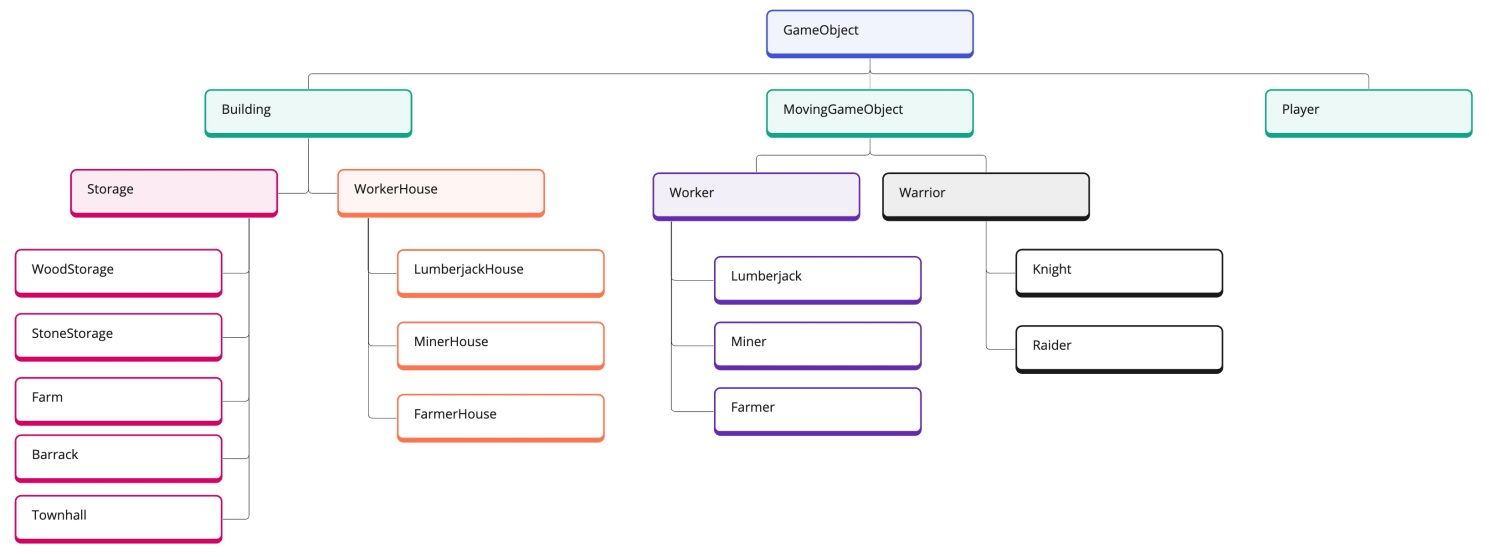 GameObject
Building
MovingGameObject
Player
Storage
WorkerHouse
Worker
Warrior
WoodStorage
StoneStorage
Farm
Barrack
Townhall
LumberjackHouse
MinerHouse
FarmerHouse
Lumberjack
Miner
Farmer
Knight
Raider